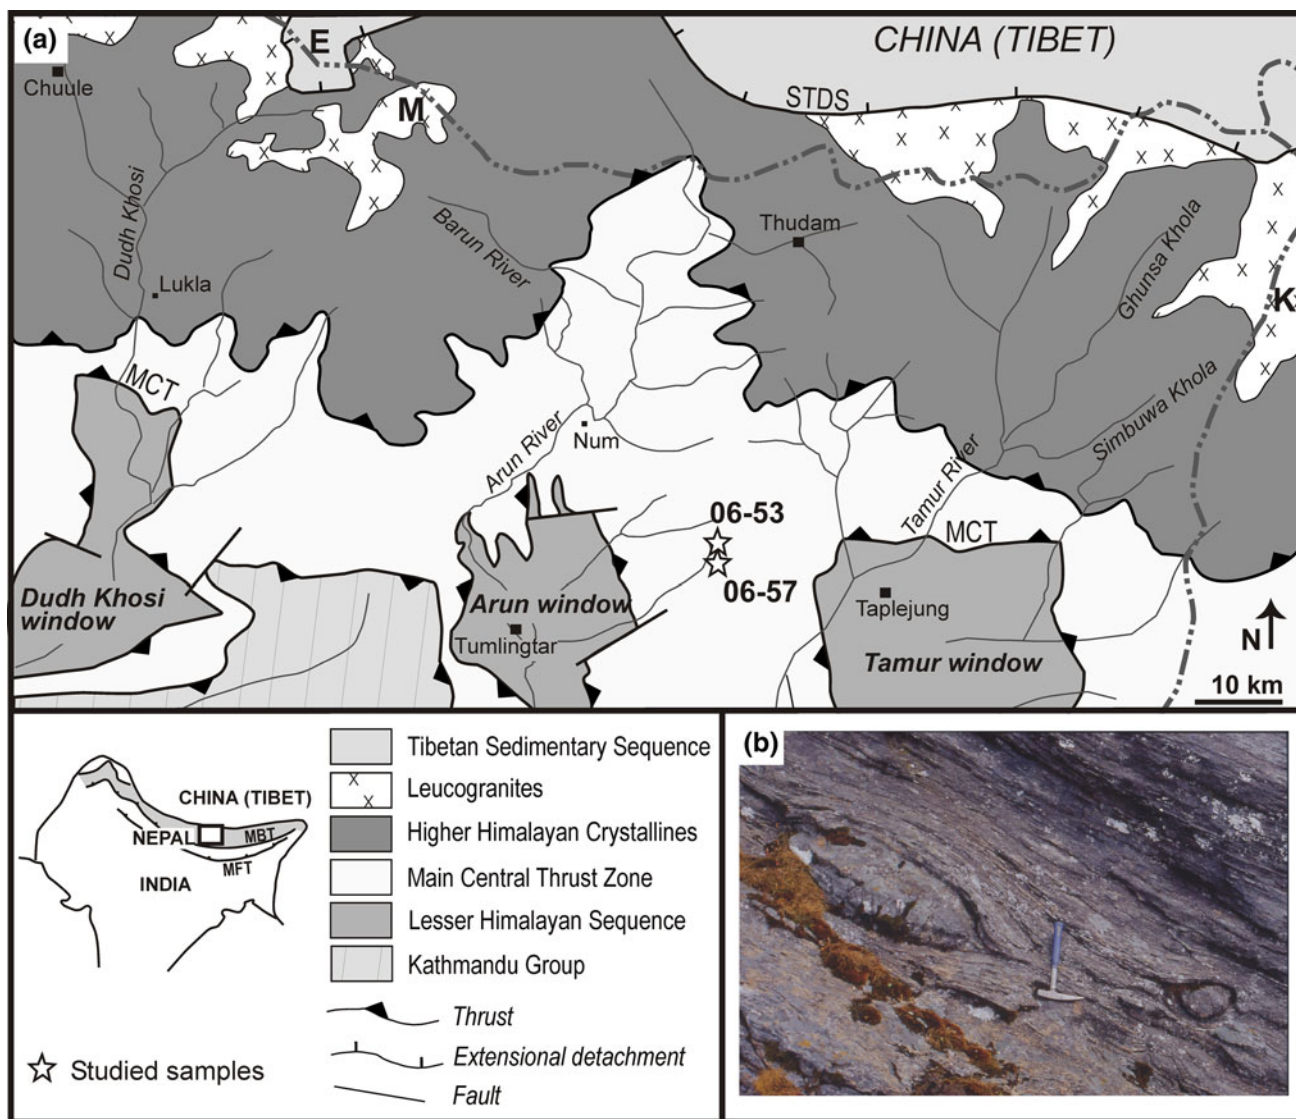 (a)
E
CHINA (TIBET)
Chuule
M
STDS
Dudh Khosi
Barun River
Thudam
Ghunsa Khola
Lukla
K
MCT
Simbuwa Khola
Arun River
Num
Tamur River
06-53
MCT
06-57
Dudh Khosi
window
Arun window
Taplejung
Tumlingtar
Tamur window
N
10 km
CHINA (TIBET)
NEPAL
MBT
MFT
INDIA
Studied samples
Tibetan Sedimentary Sequence
Leucogranites
Higher Himalayan Crystallines
Main Central Thrust Zone
Lesser Himalayan Sequence
Kathmandu Group
Thrust
Extensional detachment
Fault
(b)